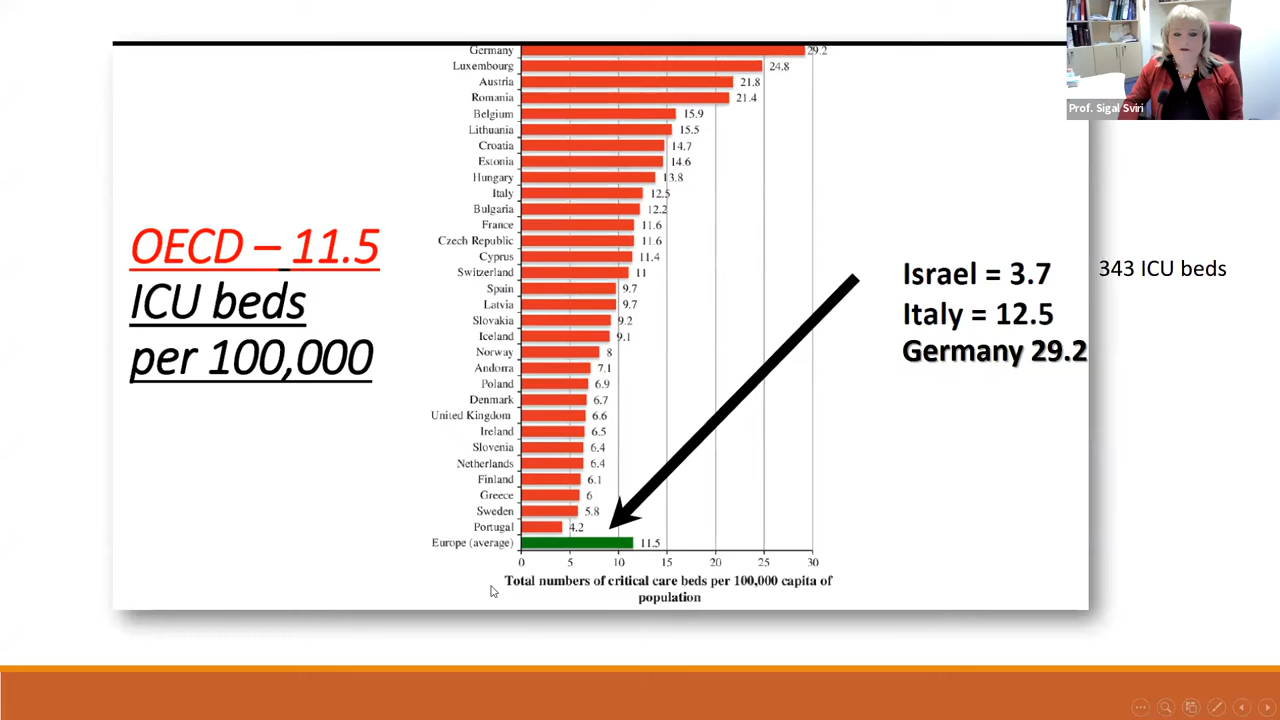 Prof. Sigal Sviri
OECD – 11.5
ICU beds
per 100,000
Germany 29.2
Luxembourg 24.8
Austria 21.8
Romania 21.4
Belgium 15.9
Lithuania 15.5
Croatia 14.7
Estonia 14.6
Hungary 13.8
Italy 12.5
Bulgaria 12.2
France 11.6
Czech Republic 11.6
Cyprus 11.4
Switzerland 11
Spain 9.7
Latvia 9.7
Slovakia 9.2
Iceland 9.1
Norway 8
Andorra 7.1
Poland 6.9
Denmark 6.7
United Kingdom 6.6
Ireland 6.5
Slovenia 6.4
Netherlands 6.4
Finland 6.1
Greece 6
Sweden 5.8
Portugal 4.2
Europe (average) 11.5
0 5 10 15 20 25 30
Total numbers of critical care beds per 100,000 capita of
population
Israel = 3.7
Italy = 12.5
Germany 29.2
343 ICU beds